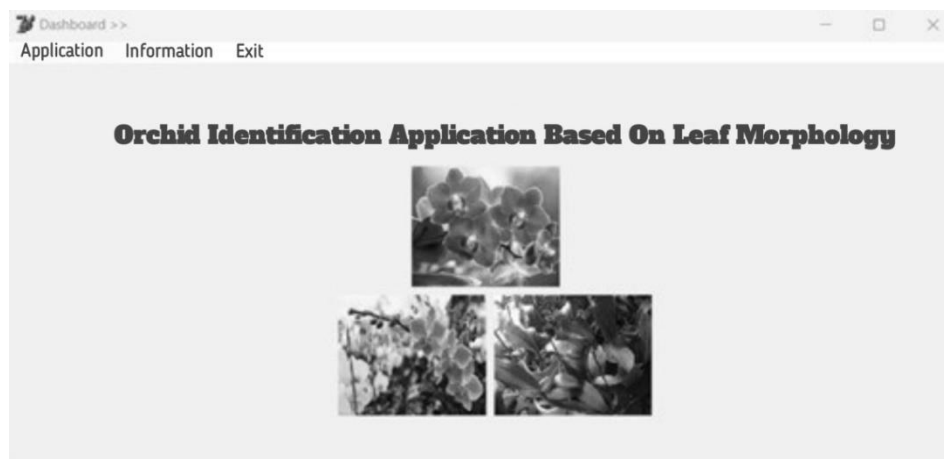 Dashboard >>
Application Information Exit
Orchid Identification Application Based On Leaf Morphology